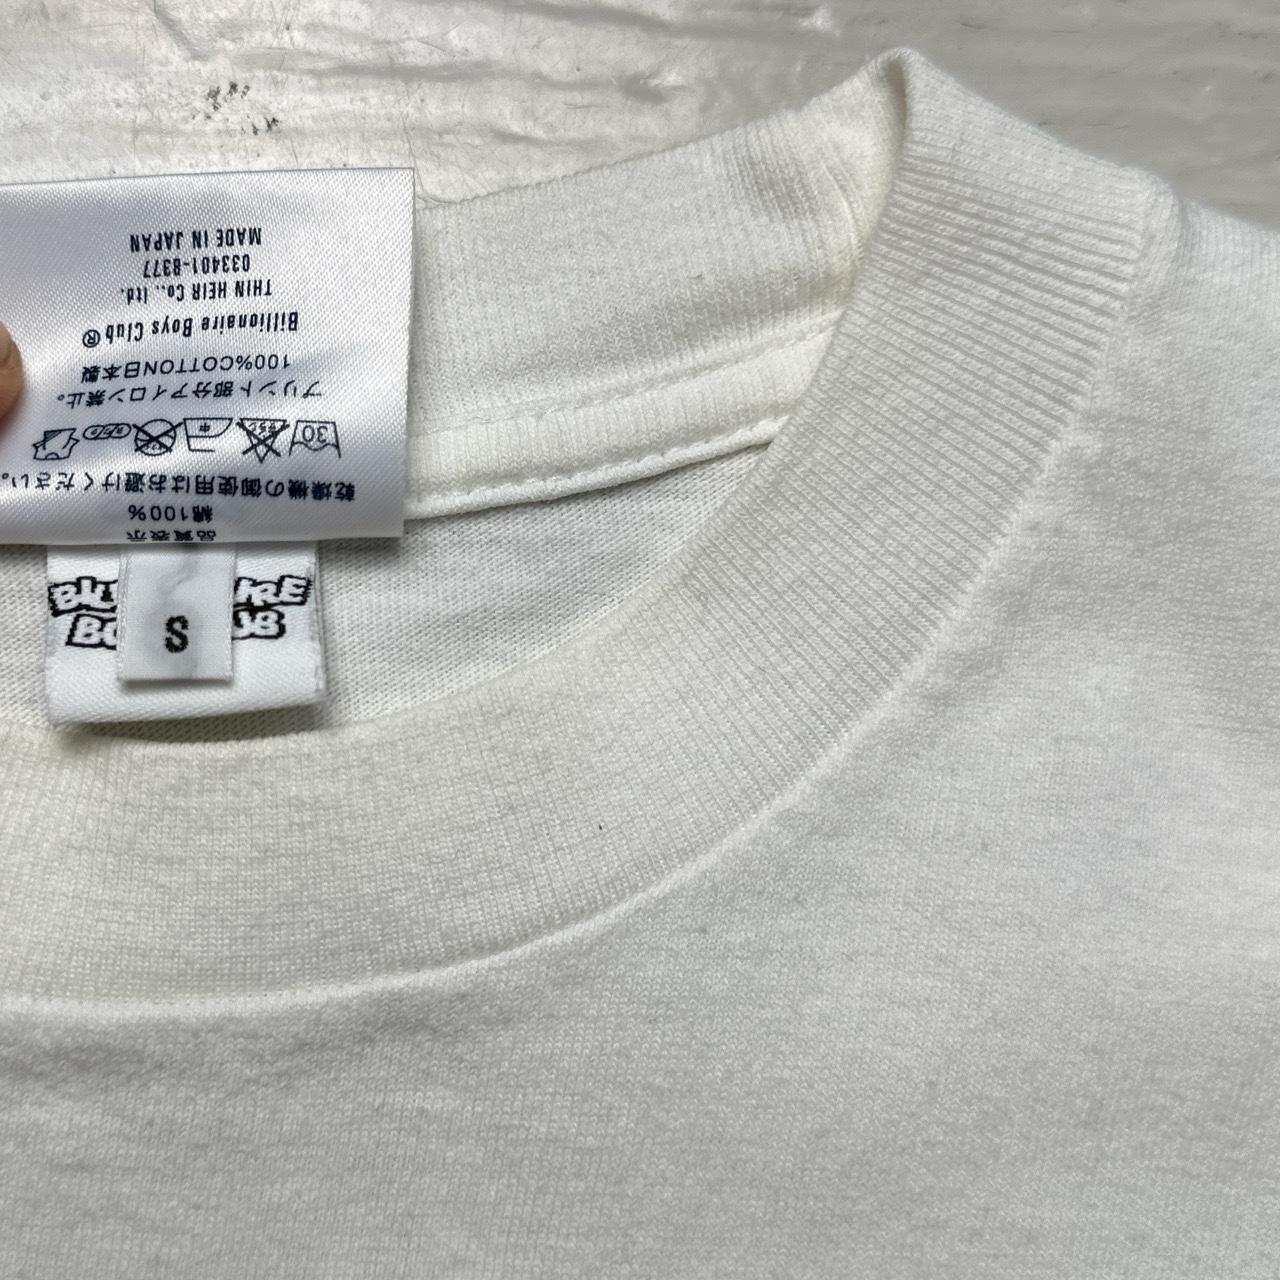 品質表示
綿100%
乾燥機の御使用はお避けください。
30
プリント部分アイロン禁止。
100%COTTON日本製
Billionaire Boys Club®
THIN HEIR Co., ltd.
033401-8377
MADE IN JAPAN
S